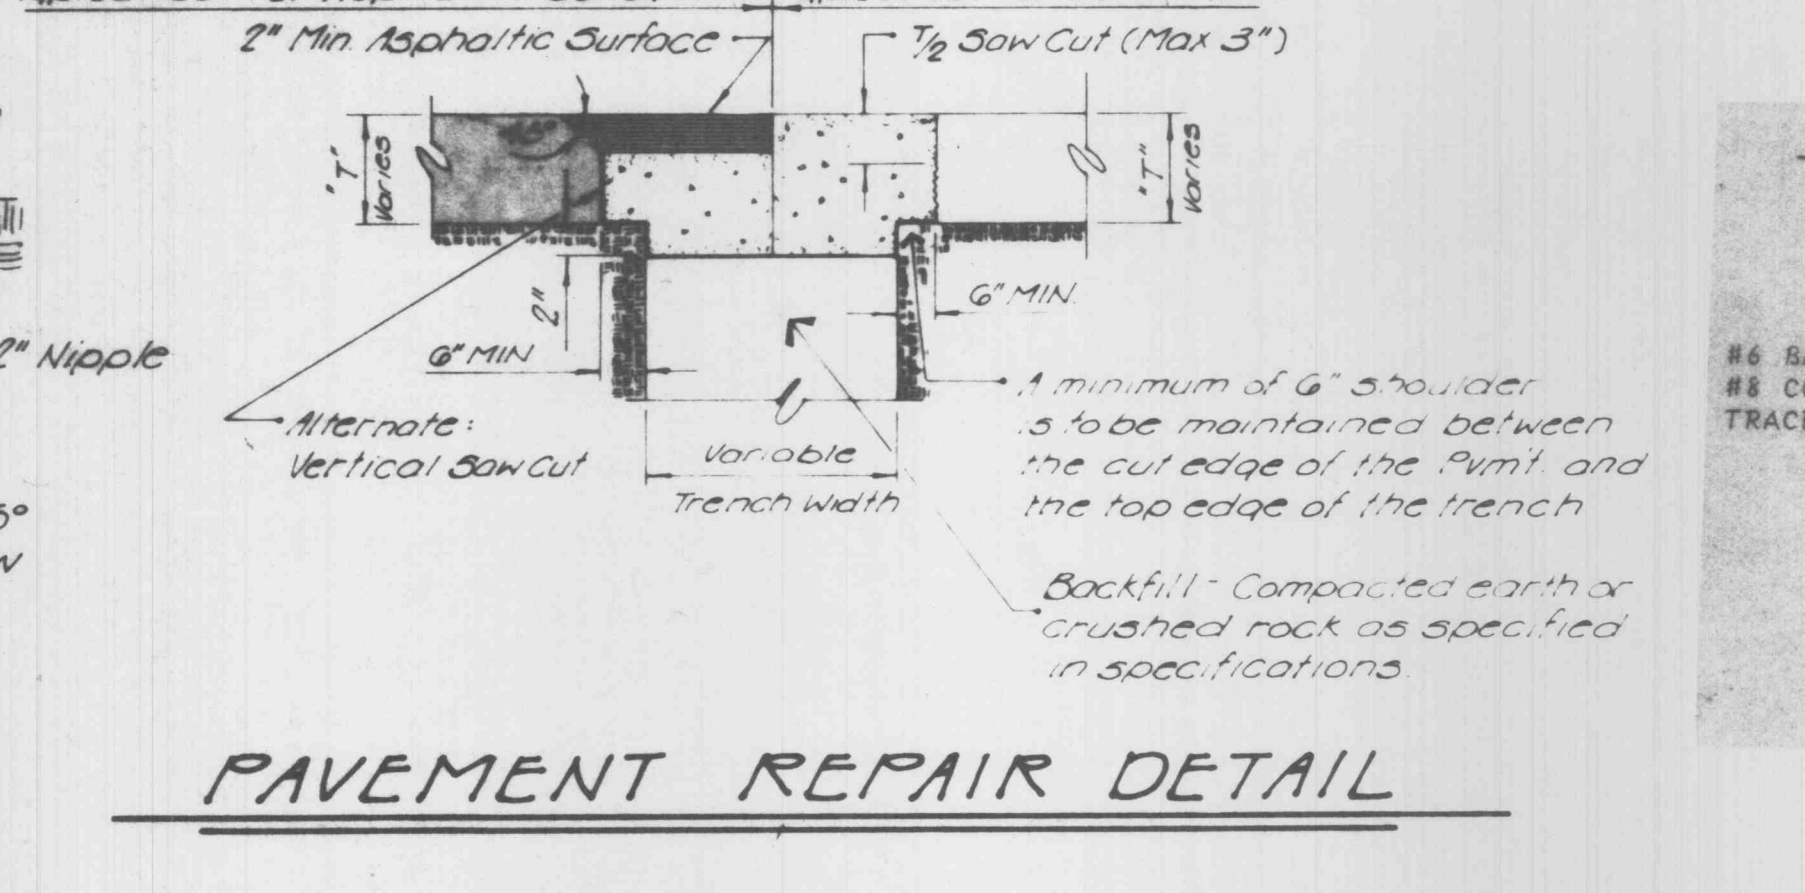 2" Min. Asphaltic Surface
T/2 Saw Cut (Max 3")
45°
"T"
Varies
"T"
Varies
2"
6" MIN
6" MIN.
2" Nipple
Alternate:
Vertical Saw Cut
Variable
Trench Width
A minimum of 6" shoulder
is to be maintained between
the cut edge of the Pvm't. and
the top edge of the trench
Backfill - Compacted earth or
crushed rock as specified
in specifications.
PAVEMENT REPAIR DETAIL
#6
#8